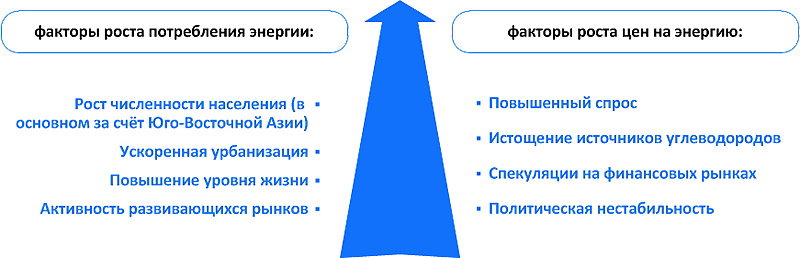 факторы роста потребления энергии:
Рост численности населения (в
основном за счёт Юго-Восточной Азии)
Ускоренная урбанизация
Повышение уровня жизни
Активность развивающихся рынков
факторы роста цен на энергию:
Повышенный спрос
Истощение источников углеводородов
Спекуляции на финансовых рынках
Политическая нестабильность